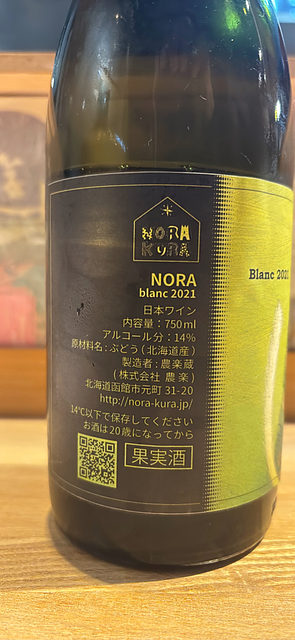 NORA
KURA
NORA
blanc 2021
日本ワイン
内容量：750ml
アルコール分：14%
原材料名：ぶどう（北海道産）
製造者：農楽蔵
（株式会社 農楽）
北海道函館市元町 31-20
http://nora-kura.jp/
14℃以下で保存してください
お酒は20歳になってから
果実酒
Blanc 202